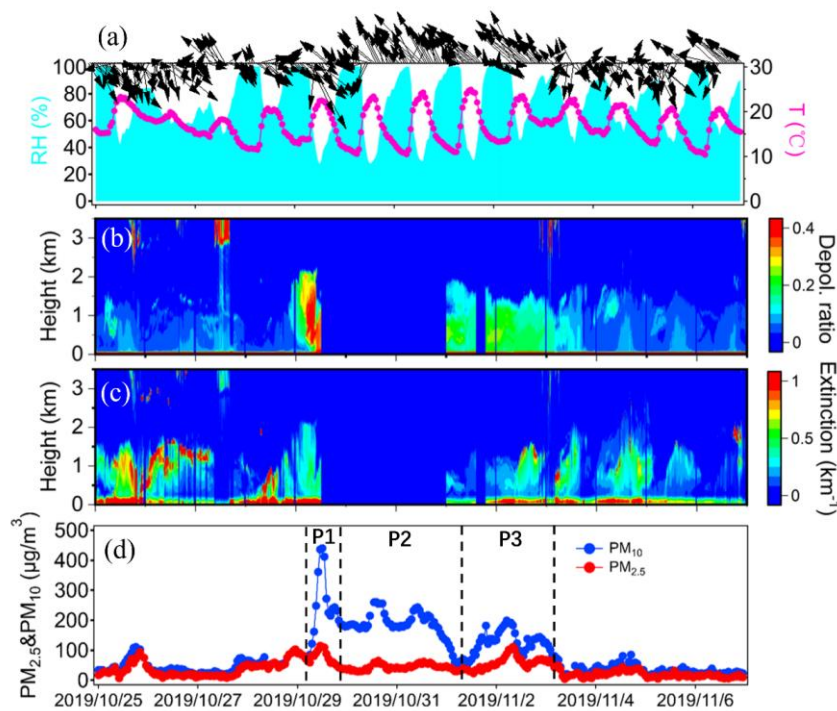 (a)
100
80
60
40
20
0
RH (%)
30
20
10
0
T (℃)
(b)
3
2
1
0
Height (km)
0.4
0.2
0
Depol. ratio
(c)
3
2
1
0
Height (km)
1
0.5
0
Extinction (km⁻¹)
(d)
P1 P2 P3
500
400
300
200
100
0
PM₂.₅&PM₁₀ (μg/m³)
PM₁₀
PM₂.₅
2019/10/25 2019/10/27 2019/10/29 2019/10/31 2019/11/2 2019/11/4 2019/11/6